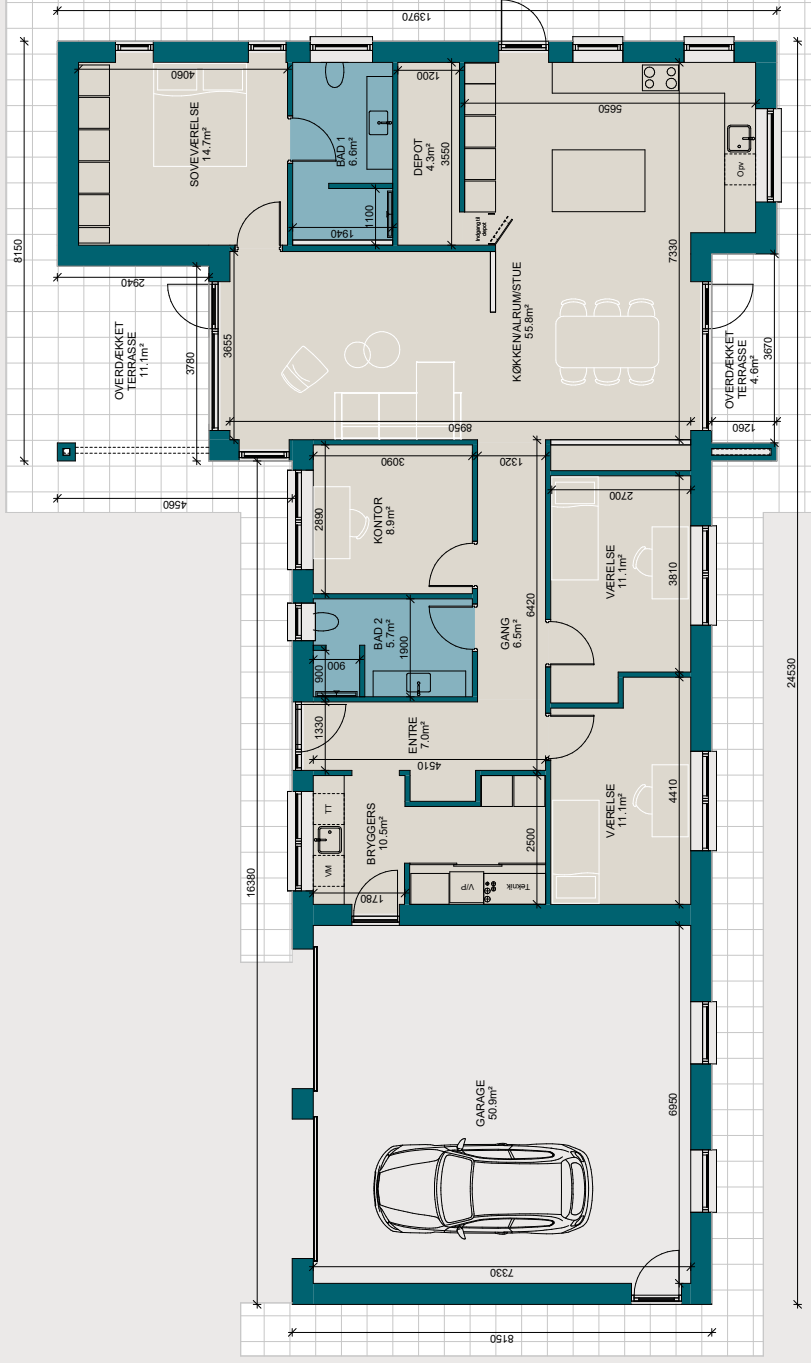 13970
4060
1200
5650
SOVEVÆRELSE
14.7m²
BAD 1
6.6m²
DEPOT
4.3m²
3550
Opv
1100
1940
Indgang til
depot
8150
2940
3655
3780
7330
OVERDÆKKET
TERRASSE
11.1m²
KØKKEN/ALRUM/STUE
55.8m²
OVERDÆKKET
TERRASSE
4.6m²
3670
8950
1260
3090
1320
4560
2700
2890
KONTOR
8.9m²
VÆRELSE
11.1m²
3810
6420
BAD 2
5.7m²
1900
900
900
GANG
6.5m²
24530
1330
ENTRE
7.0m²
4510
TT
VM
BRYGGERS
10.5m²
2500
VÆRELSE
11.1m²
4410
V/P
Teknik
1780
16380
GARAGE
50.9m²
6950
7330
8150